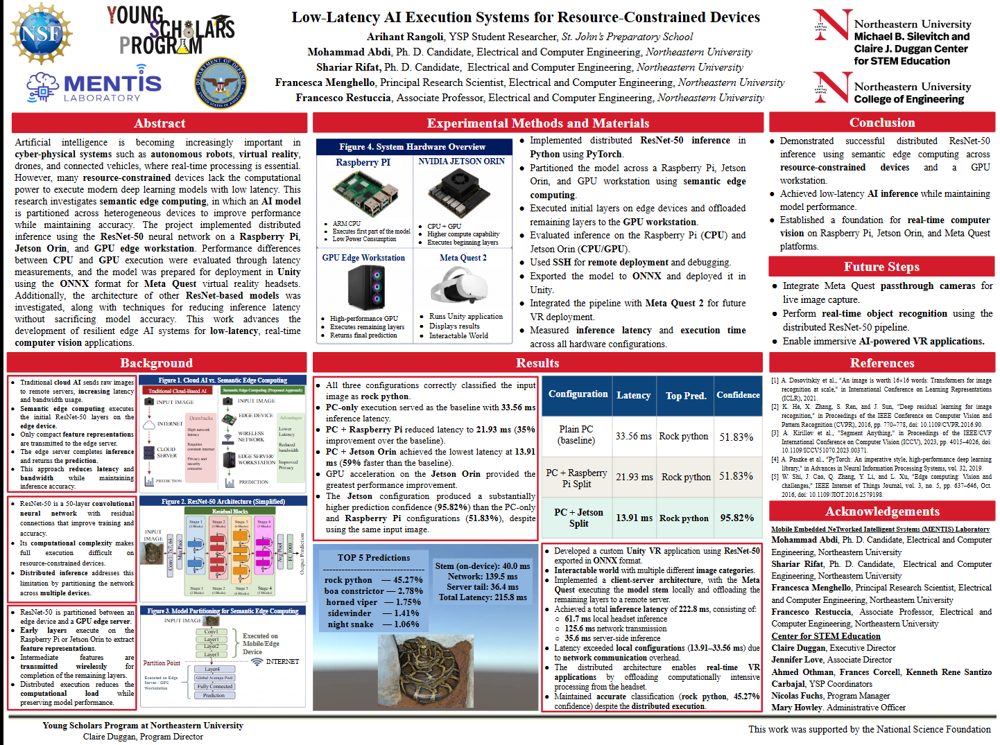 NSF
YOUNG
SCHOLARS
PROGRAM
MENTIS
LABORATORY
DEPARTMENT OF DEFENSE
UNITED STATES OF AMERICA
Low-Latency AI Execution Systems for Resource-Constrained Devices
Arihant Rangoli, YSP Student Researcher, St. John's Preparatory School
Mohammad Abdi, Ph. D. Candidate, Electrical and Computer Engineering, Northeastern University
Shariar Rifat, Ph. D. Candidate, Electrical and Computer Engineering, Northeastern University
Francesca Menghello, Principal Research Scientist, Electrical and Computer Engineering, Northeastern University
Francesco Restuccia, Associate Professor, Electrical and Computer Engineering, Northeastern University
N
LUX VERITAS VIRTUS
Northeastern University
Michael B. Silevitch and
Claire J. Duggan Center
for STEM Education
N
LUX VERITAS VIRTUS
Northeastern University
College of Engineering
Abstract
Artificial intelligence is becoming increasingly important in
cyber-physical systems such as autonomous robots, virtual reality,
drones, and connected vehicles, where real-time processing is essential.
However, many resource-constrained devices lack the computational
power to execute modern deep learning models with low latency. This
research investigates semantic edge computing, in which an AI model
is partitioned across heterogeneous devices to improve performance
while maintaining accuracy. The project implemented distributed
inference using the ResNet-50 neural network on a Raspberry Pi,
Jetson Orin, and GPU edge workstation. Performance differences
between CPU and GPU execution were evaluated through latency
measurements, and the model was prepared for deployment in Unity
using the ONNX format for Meta Quest virtual reality headsets.
Additionally, the architecture of other ResNet-based models was
investigated, along with techniques for reducing inference latency
without sacrificing model accuracy. This work advances the
development of resilient edge AI systems for low-latency, real-time
computer vision applications.
Background
● Traditional cloud AI sends raw images
to remote servers, increasing latency
and bandwidth usage.
● Semantic edge computing executes
the initial ResNet-50 layers on the
edge device.
● Only compact feature representations
are transmitted to the edge server.
● The edge server completes inference
and returns the prediction.
● This approach reduces latency and
bandwidth while maintaining
inference accuracy.
Figure 1. Cloud AI vs. Semantic Edge Computing
Traditional Cloud-Based AI
INPUT IMAGE
INTERNET
CLOUD
SERVER
PREDICTION
Drawbacks
High network
latency
Requires
constant internet
Privacy and
security
concerns
Semantic Edge Computing (Proposed Approach)
INPUT IMAGE
EDGE DEVICE
WIRELESS
NETWORK
EDGE SERVER/
WORKSTATION
PREDICTION
Advantages
Lower
Latency
Reduced
bandwidth
Improved
Privacy
● ResNet-50 is a 50-layer convolutional
neural network with residual
connections that improve training and
accuracy.
● Its computational complexity makes
full execution difficult on
resource-constrained devices.
● Distributed inference addresses this
limitation by partitioning the network
across multiple devices.
Figure 2. ResNet-50 Architecture (Simplified)
Residual Blocks
INPUT
IMAGE
Conv1: 7x7, 64
Max Pool
Stage 1
(2 Blocks)
Stage 2
(4 Blocks)
Stage 3
(6 Blocks)
Stage 4
(3 Blocks)
Stage 1
(2 Blocks)
Stage 2
(4 Blocks)
Stage 3
(6 Blocks)
Stage 4
(3 Blocks)
Avg Pool
FC 1000
Output Prediction
● ResNet-50 is partitioned between an
edge device and a GPU edge server.
● Early layers execute on the
Raspberry Pi or Jetson Orin to extract
feature representations.
● Intermediate features are
transmitted wirelessly for
completion of the remaining layers.
● Distributed execution reduces the
computational load while
preserving model performance.
Figure 3. Model Partitioning for Semantic Edge Computing
INPUT IMAGE
Conv1
Layer1
Layer2
Layer3
Executed on
Mobile/Edge
Device
Partition Point
INTERNET
Executed on Edge
Server / GPU
Workstation
Layer4
Global Average Pool
Fully Connected
Prediction
Experimental Methods and Materials
Figure 4. System Hardware Overview
Raspberry PI
● ARM CPU
● Executes first part of the model
● Low Power Consumption
NVIDIA JETSON ORIN
● CPU + GPU
● Higher compute capability
● Executes beginning layers
GPU Edge Workstation
● High-performance GPU
● Executes remaining layers
● Returns final prediction
Meta Quest 2
● Runs Unity application
● Displays results
● Interactable World
● Implemented distributed ResNet-50 inference in
Python using PyTorch.
● Partitioned the model across a Raspberry Pi, Jetson
Orin, and GPU workstation using semantic edge
computing.
● Executed initial layers on edge devices and offloaded
remaining layers to the GPU workstation.
● Evaluated inference on the Raspberry Pi (CPU) and
Jetson Orin (CPU/GPU).
● Used SSH for remote deployment and debugging.
● Exported the model to ONNX and deployed it in
Unity.
● Integrated the pipeline with Meta Quest 2 for future
VR deployment.
● Measured inference latency and execution time
across all hardware configurations.
Results
● All three configurations correctly classified the input
image as rock python.
● PC-only execution served as the baseline with 33.56 ms
inference latency.
● PC + Raspberry Pi reduced latency to 21.93 ms (35%
improvement over the baseline).
● PC + Jetson Orin achieved the lowest latency at 13.91
ms (59% faster than the baseline).
● GPU acceleration on the Jetson Orin provided the
greatest performance improvement.
● The Jetson configuration produced a substantially
higher prediction confidence (95.82%) than the PC-only
and Raspberry Pi configurations (51.83%), despite
using the same input image.
Configuration Latency Top Pred. Confidence
Plain PC
(baseline) 33.56 ms Rock python 51.83%
PC + Raspberry
Pi Split 21.93 ms Rock python 51.83%
PC + Jetson
Split 13.91 ms Rock python 95.82%
TOP 5 Predictions
------------------------------
rock python — 45.27%
boa constrictor — 2.78%
horned viper — 1.75%
sidewinder — 1.41%
night snake — 1.06%
Stem (on-device): 40.0 ms
Network: 139.5 ms
Server tail: 36.4 ms
Total Latency: 215.8 ms
● Developed a custom Unity VR application using ResNet-50
exported in ONNX format.
● Interactable world with multiple different image categories.
● Implemented a client-server architecture, with the Meta
Quest executing the model stem locally and offloading the
remaining layers to a remote server.
● Achieved a total inference latency of 222.8 ms, consisting of:
○ 61.7 ms local headset inference
○ 125.6 ms network transmission
○ 35.6 ms server-side inference
● Latency exceeded local configurations (13.91–33.56 ms) due
to network communication overhead.
● The distributed architecture enables real-time VR
applications by offloading computationally intensive
processing from the headset.
● Maintained accurate classification (rock python, 45.27%
confidence) despite the distributed execution.
Conclusion
● Demonstrated successful distributed ResNet-50
inference using semantic edge computing across
resource-constrained devices and a GPU
workstation.
● Achieved low-latency AI inference while maintaining
model performance.
● Established a foundation for real-time computer
vision on Raspberry Pi, Jetson Orin, and Meta Quest
platforms.
Future Steps
● Integrate Meta Quest passthrough cameras for
live image capture.
● Perform real-time object recognition using the
distributed ResNet-50 pipeline.
● Enable immersive AI-powered VR applications.
References
[1] A. Dosovitskiy et al., "An image is worth 16×16 words: Transformers for image
recognition at scale," in International Conference on Learning Representations
(ICLR), 2021.
[2] K. He, X. Zhang, S. Ren, and J. Sun, "Deep residual learning for image
recognition," in Proceedings of the IEEE Conference on Computer Vision and
Pattern Recognition (CVPR), 2016, pp. 770–778, doi: 10.1109/CVPR.2016.90.
[3] A. Kirillov et al., "Segment Anything," in Proceedings of the IEEE/CVF
International Conference on Computer Vision (ICCV), 2023, pp. 4015–4026, doi:
10.1109/ICCV51070.2023.00371.
[4] A. Paszke et al., "PyTorch: An imperative style, high-performance deep learning
library," in Advances in Neural Information Processing Systems, vol. 32, 2019.
[5] W. Shi, J. Cao, Q. Zhang, Y. Li, and L. Xu, "Edge computing: Vision and
challenges," IEEE Internet of Things Journal, vol. 3, no. 5, pp. 637–646, Oct.
2016, doi: 10.1109/JIOT.2016.2579198.
Acknowledgements
Mobile Embedded NeTworked Intelligent Systems (MENTIS) Laboratory
Mohammad Abdi, Ph. D. Candidate, Electrical and Computer
Engineering, Northeastern University
Shariar Rifat, Ph. D. Candidate, Electrical and Computer
Engineering, Northeastern University
Francesca Menghello, Principal Research Scientist, Electrical
and Computer Engineering, Northeastern University
Francesco Restuccia, Associate Professor, Electrical and
Computer Engineering, Northeastern University
Center for STEM Education
Claire Duggan, Executive Director
Jennifer Love, Associate Director
Ahmed Othman, Frances Corcell, Kenneth Rene Santizo
Carbajal, YSP Coordinators
Nicolas Fuchs, Program Manager
Mary Howley. Administrative Officer
Young Scholars Program at Northeastern University
Claire Duggan, Program Director
This work was supported by the National Science Foundation